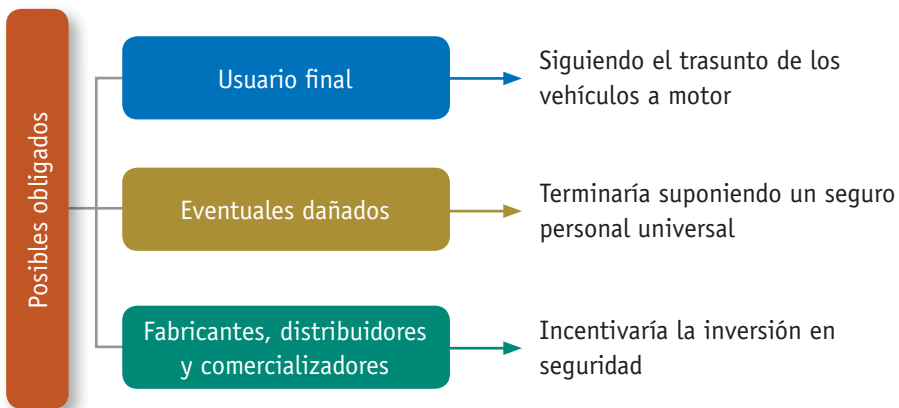 Posibles obligados
Usuario final
Siguiendo el trasunto de los
vehículos a motor
Eventuales dañados
Terminaría suponiendo un seguro
personal universal
Fabricantes, distribuidores
y comercializadores
Incentivaría la inversión en
seguridad